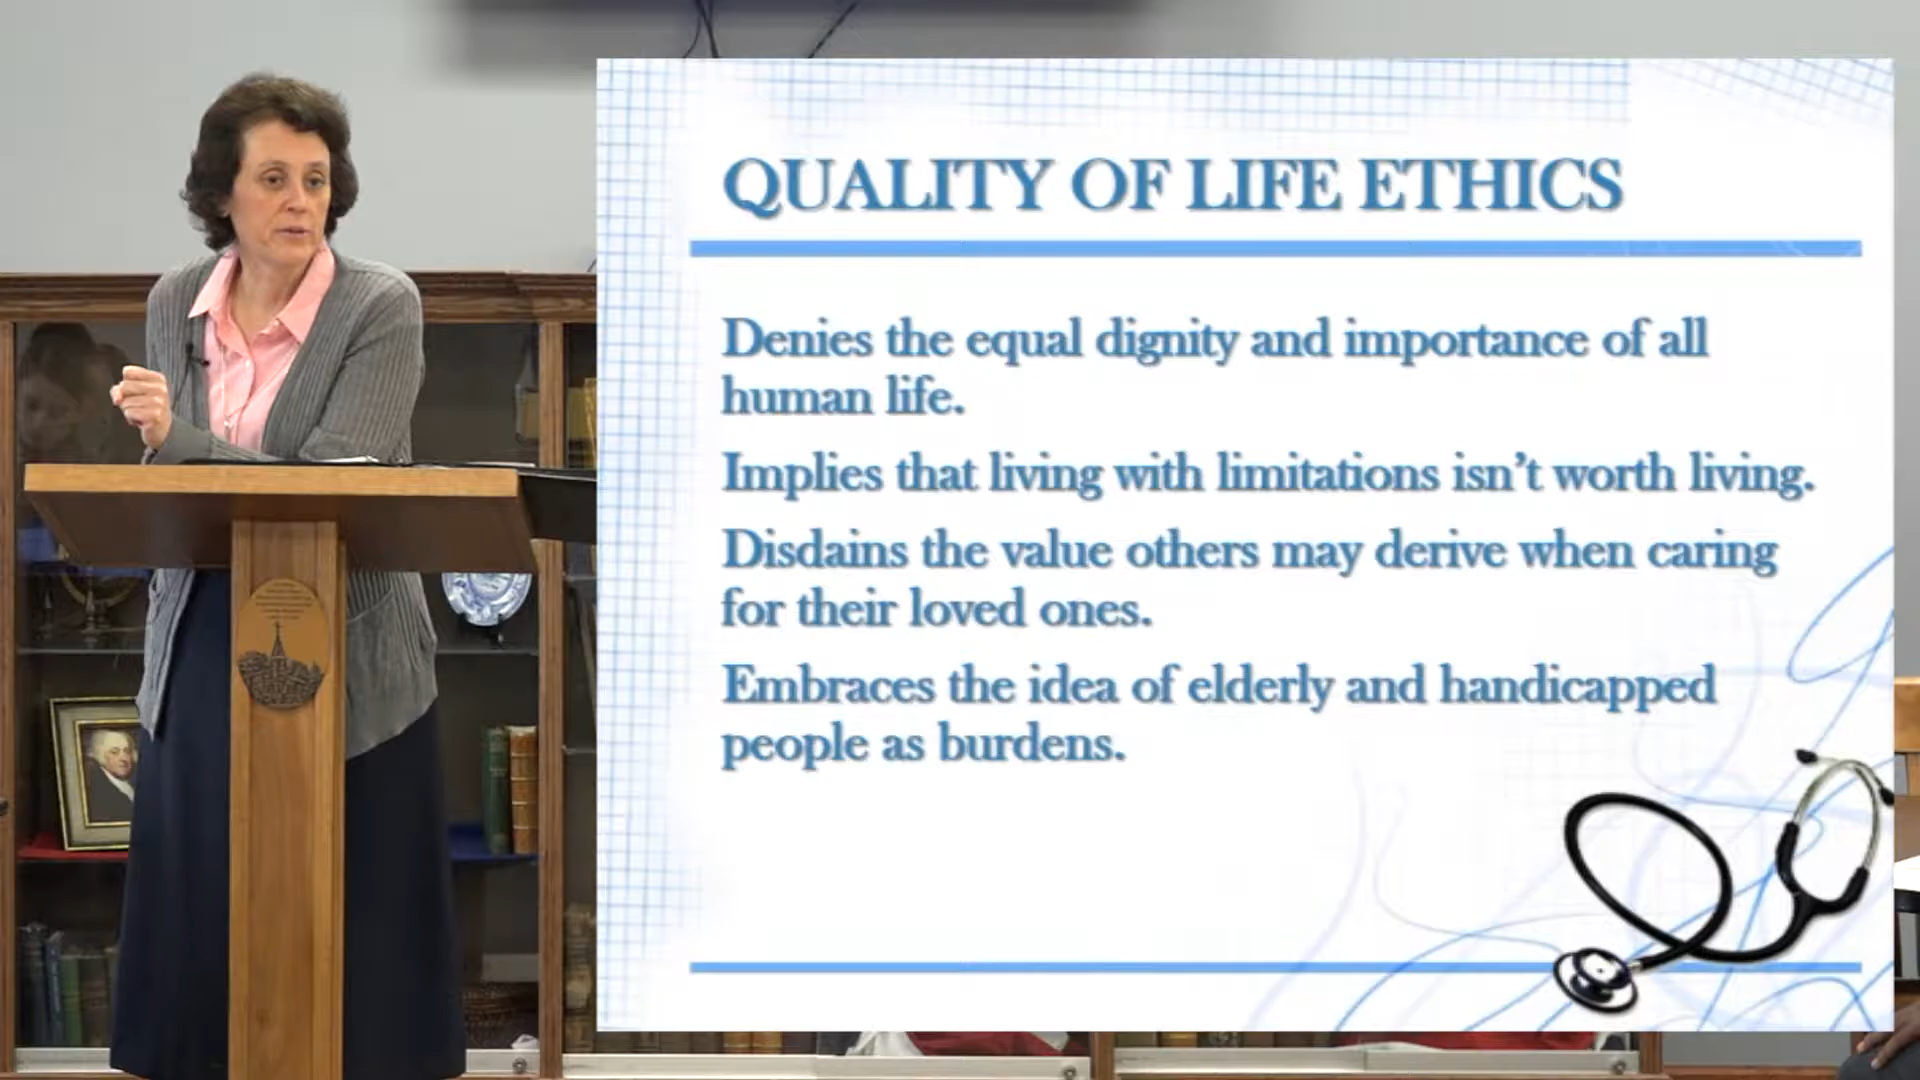 QUALITY OF LIFE ETHICS
Denies the equal dignity and importance of all
human life.
Implies that living with limitations isn’t worth living.
Disdains the value others may derive when caring
for their loved ones.
Embraces the idea of elderly and handicapped
people as burdens.